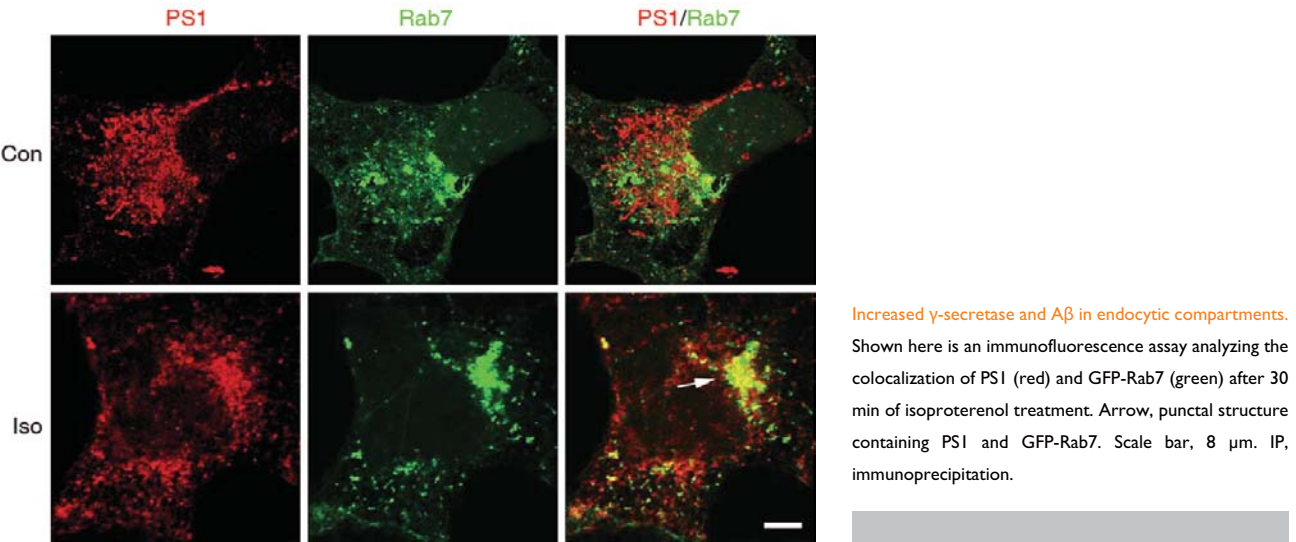 PS1 Rab7 PS1/Rab7
Con
Iso
Increased γ-secretase and Aβ in endocytic compartments.
Shown here is an immunofluorescence assay analyzing the
colocalization of PS1 (red) and GFP-Rab7 (green) after 30
min of isoproterenol treatment. Arrow, punctal structure
containing PS1 and GFP-Rab7. Scale bar, 8 μm. IP,
immunoprecipitation.